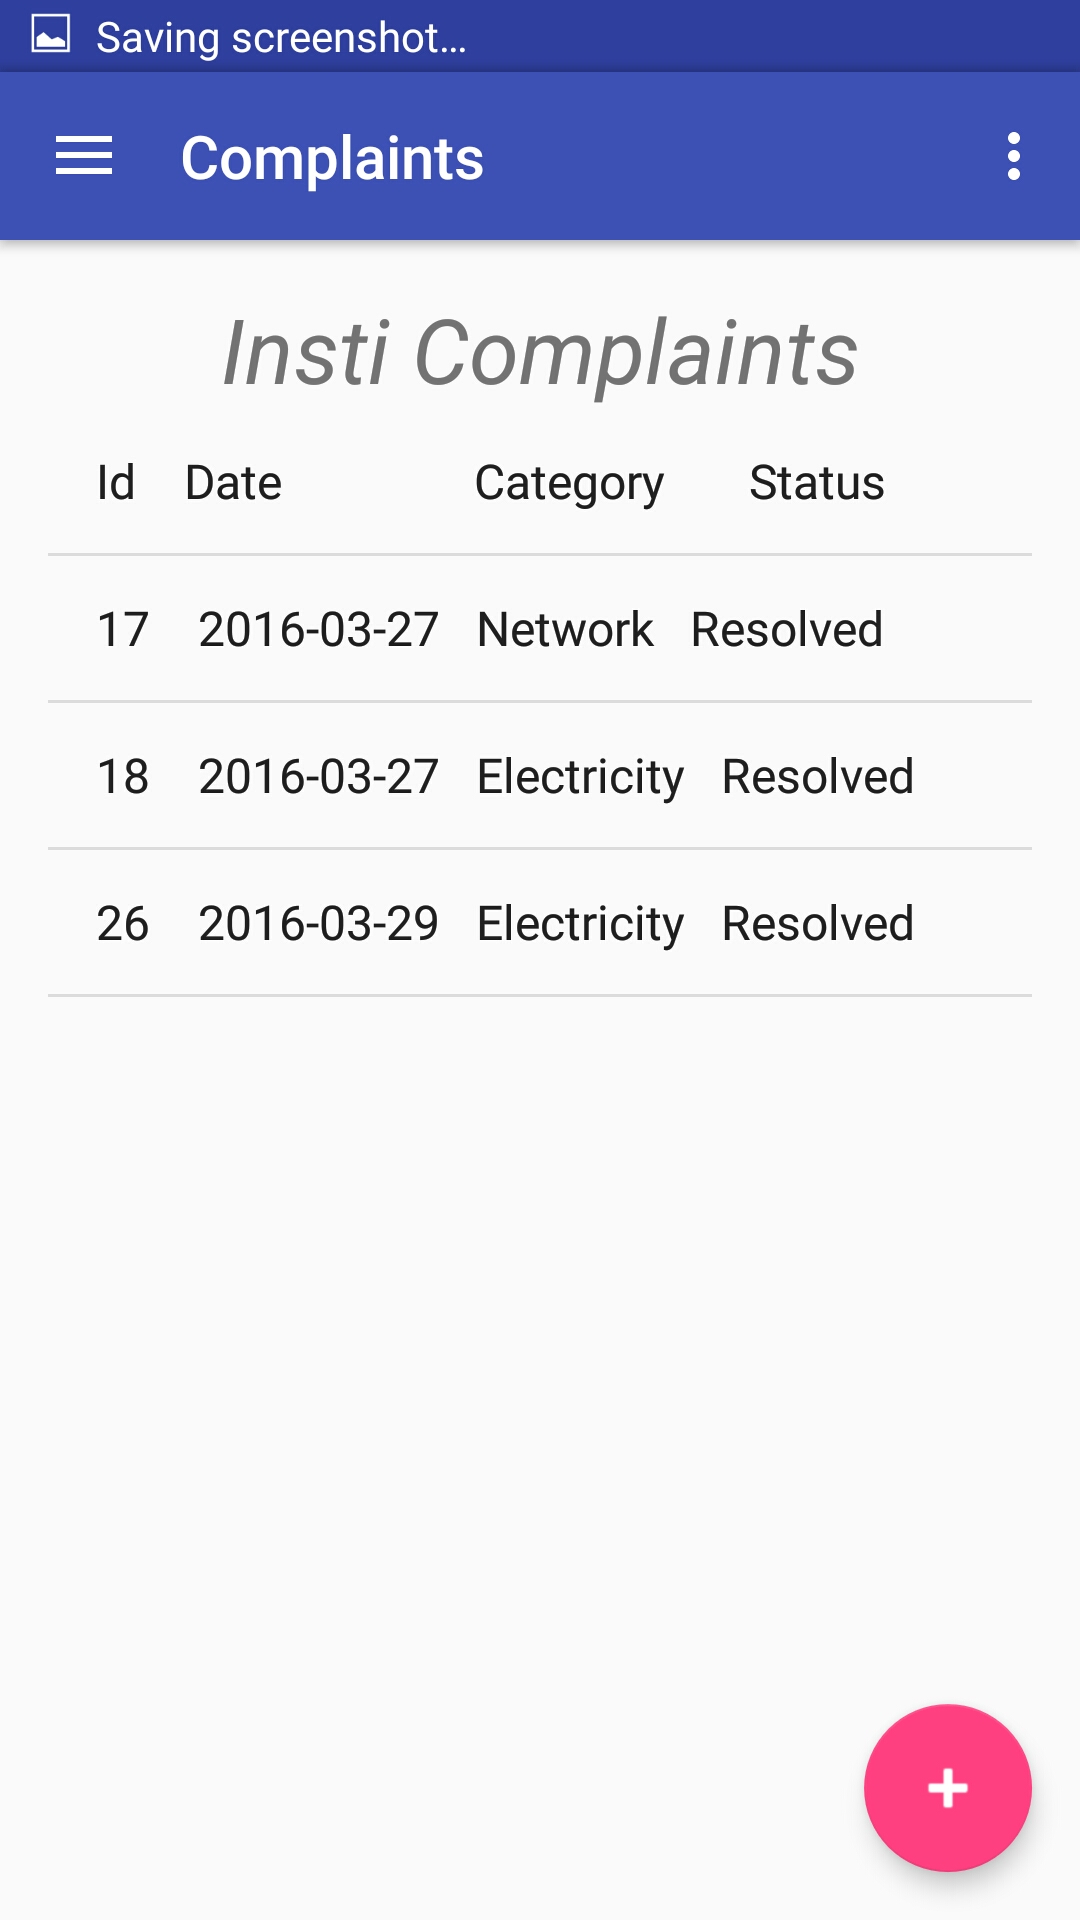 Saving screenshot...
Complaints
Insti Complaints
Id Date Category Status
17 2016-03-27 Network Resolved
18 2016-03-27 Electricity Resolved
26 2016-03-29 Electricity Resolved